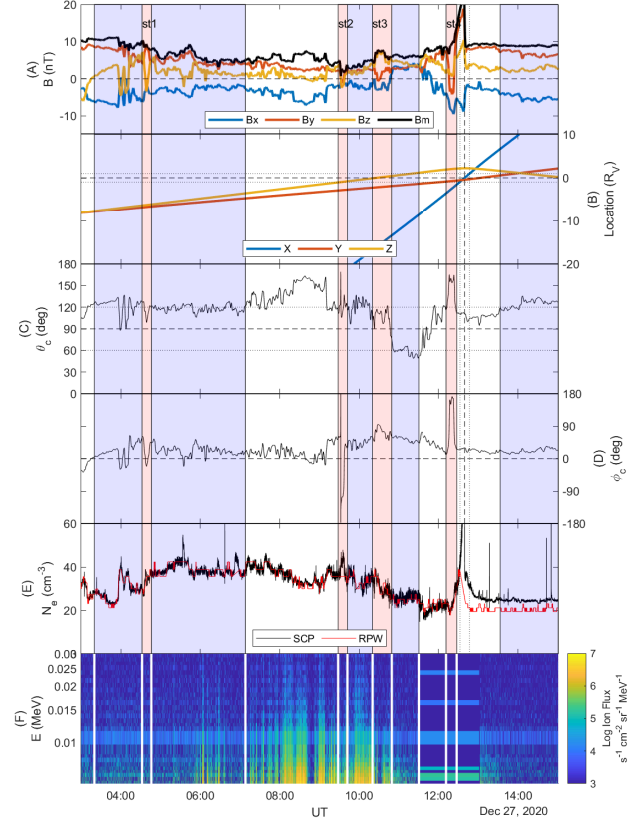 20
10
0
-10
(A)
B (nT)
st1
st2
st3
st4
Bx By Bz Bm
10
0
-10
-20
(B)
Location (R_V)
X Y Z
180
150
120
90
60
30
0
(C)
θ_c (deg)
180
90
0
-90
-180
(D)
ϕ_c (deg)
60
40
20
(E)
N_e (cm⁻³)
SCP RPW
0.03
0.025
0.02
0.015
0.01
(F)
E (MeV)
7
6
5
4
3
Log Ion Flux
s⁻¹ cm⁻² sr⁻¹ MeV⁻¹
04:00 06:00 08:00 10:00 12:00 14:00
UT
Dec 27, 2020